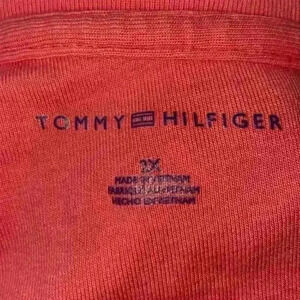 TOMMY HILFIGER
2X
MADE IN VIETNAM
FABRIQUÉ AU VIETNAM
HECHO EN VIETNAM